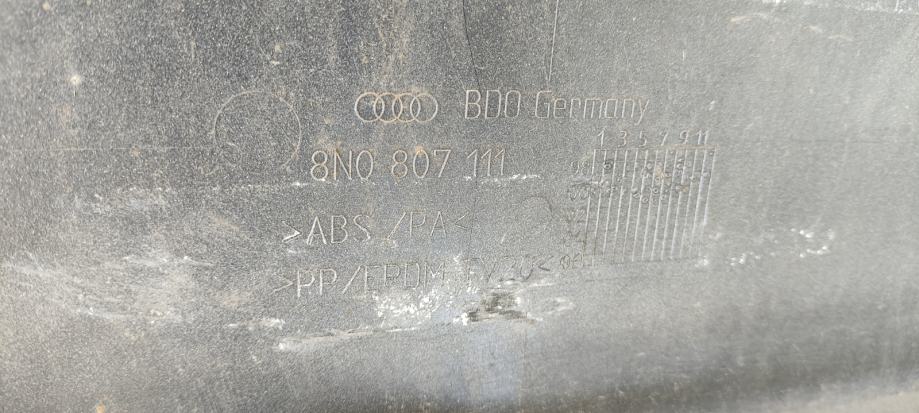 BDO Germany
1 3 5 7 9 11
8N0 807 111
>ABS /PA<
>PP/EPDM TV20<